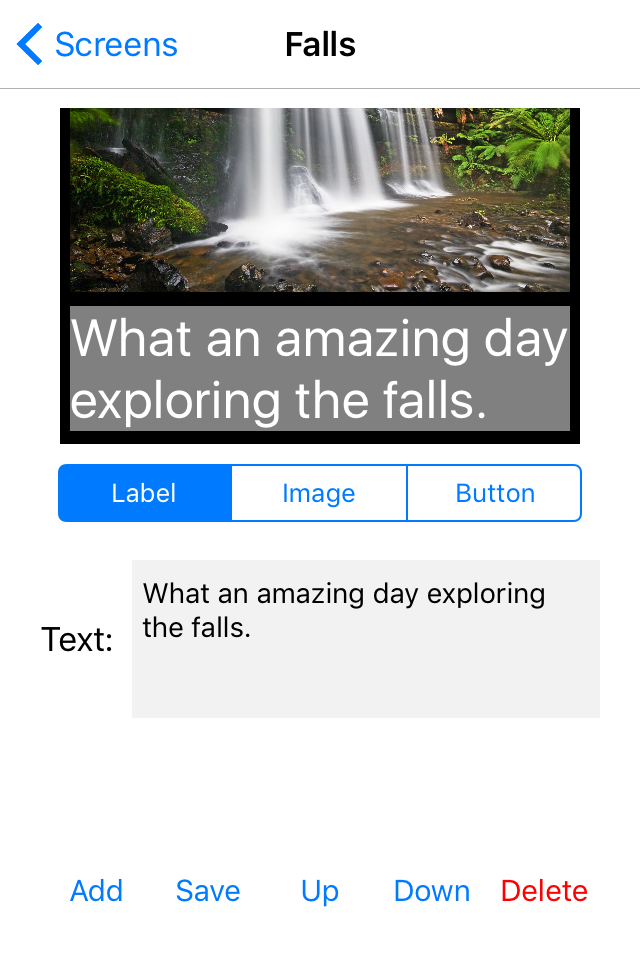 Screens
Falls
What an amazing day
exploring the falls.
Label
Image
Button
Text:
What an amazing day exploring
the falls.
Add
Save
Up
Down
Delete